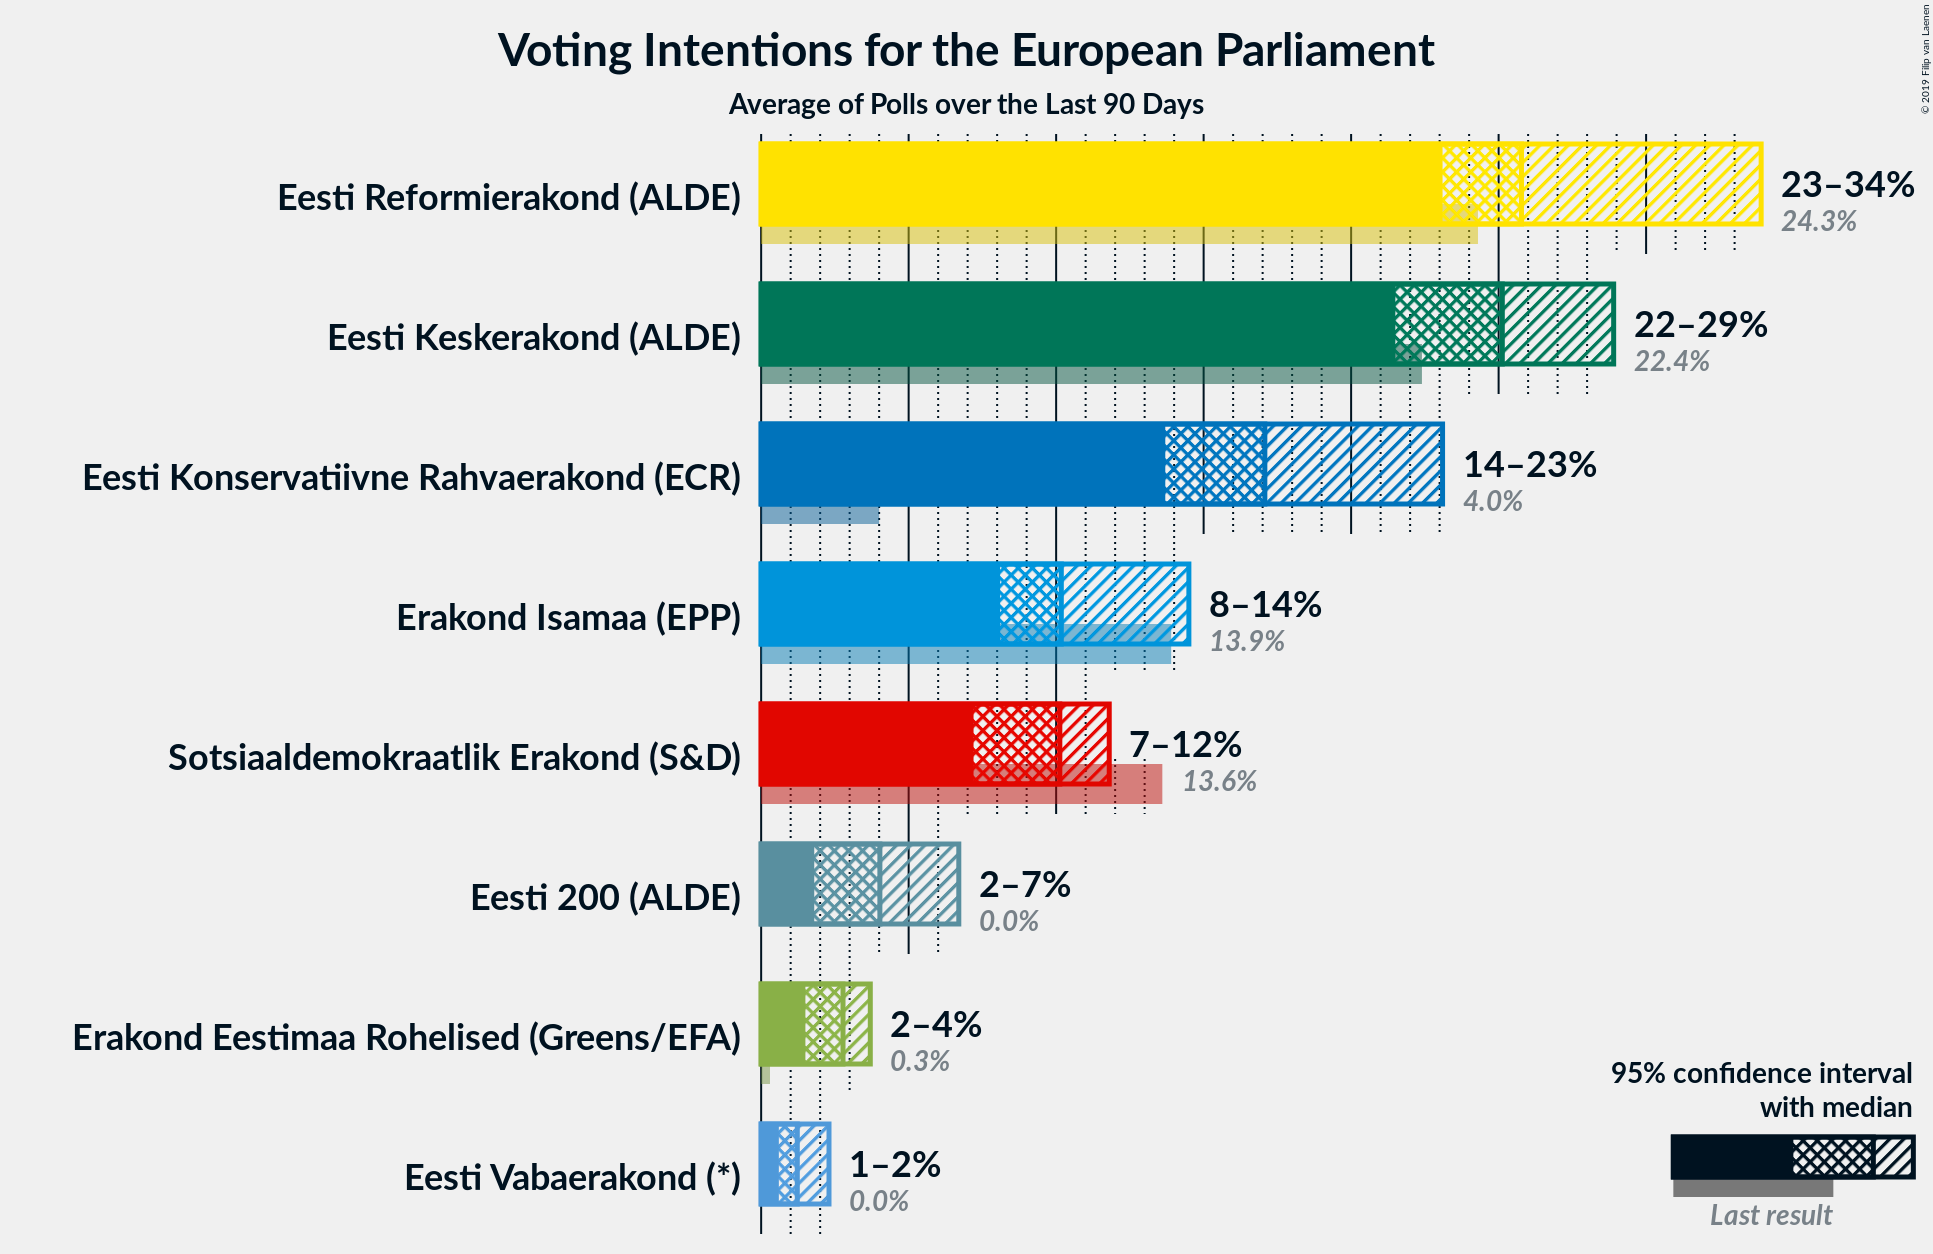 Voting Intentions for the European Parliament
Average of Polls over the Last 90 Days
© 2019 Filip van Laenen
Eesti Reformierakond (ALDE)
23–34%
24.3%
Eesti Keskerakond (ALDE)
22–29%
22.4%
Eesti Konservatiivne Rahvaerakond (ECR)
14–23%
4.0%
Erakond Isamaa (EPP)
8–14%
13.9%
Sotsiaaldemokraatlik Erakond (S&D)
7–12%
13.6%
Eesti 200 (ALDE)
2–7%
0.0%
Erakond Eestimaa Rohelised (Greens/EFA)
2–4%
0.3%
Eesti Vabaerakond (*)
1–2%
0.0%
95% confidence interval
with median
Last result